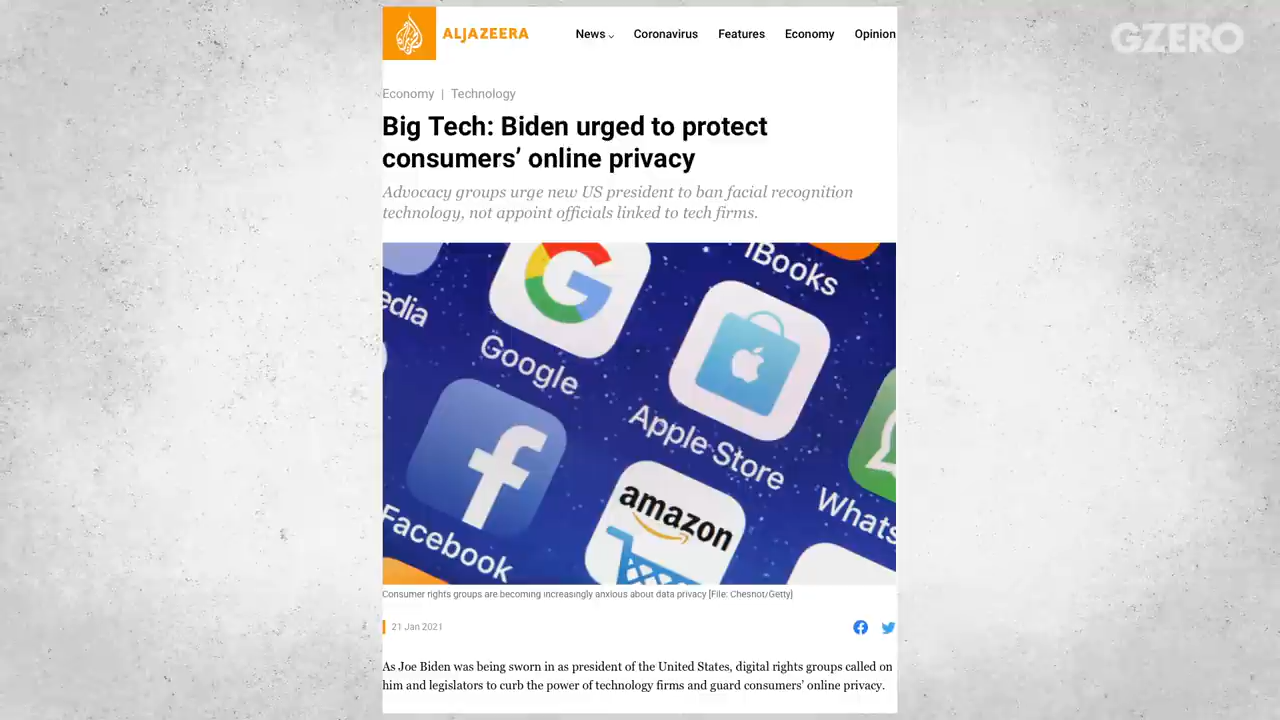 ALJAZEERA
News
Coronavirus
Features
Economy
Opinion
GZERO
Economy | Technology
Big Tech: Biden urged to protect
consumers’ online privacy
Advocacy groups urge new US president to ban facial recognition
technology, not appoint officials linked to tech firms.
iBooks
edia
Google
Apple Store
Facebook
amazon
Whats
Consumer rights groups are becoming increasingly anxious about data privacy [File: Chesnot/Getty]
21 Jan 2021
As Joe Biden was being sworn in as president of the United States, digital rights groups called on
him and legislators to curb the power of technology firms and guard consumers’ online privacy.